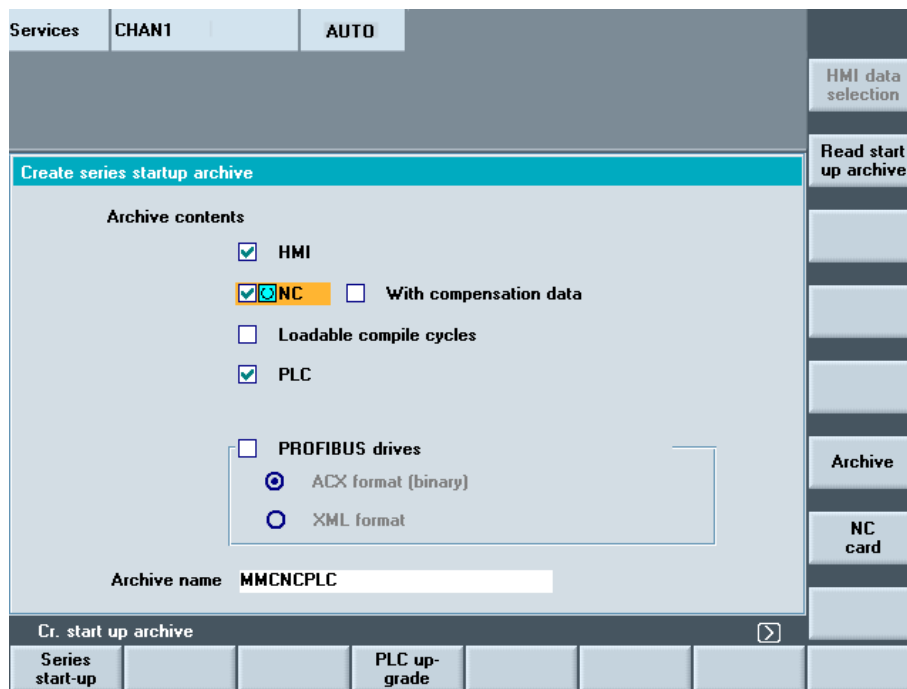 Services CHAN1 AUTO
HMI data
selection
Read start
up archive
Create series startup archive
Archive contents
HMI
NC With compensation data
Loadable compile cycles
PLC
PROFIBUS drives
ACX format (binary)
XML format
Archive
NC
card
Archive name MMCNCPLC
Cr. start up archive
Series
start-up
PLC up-
grade